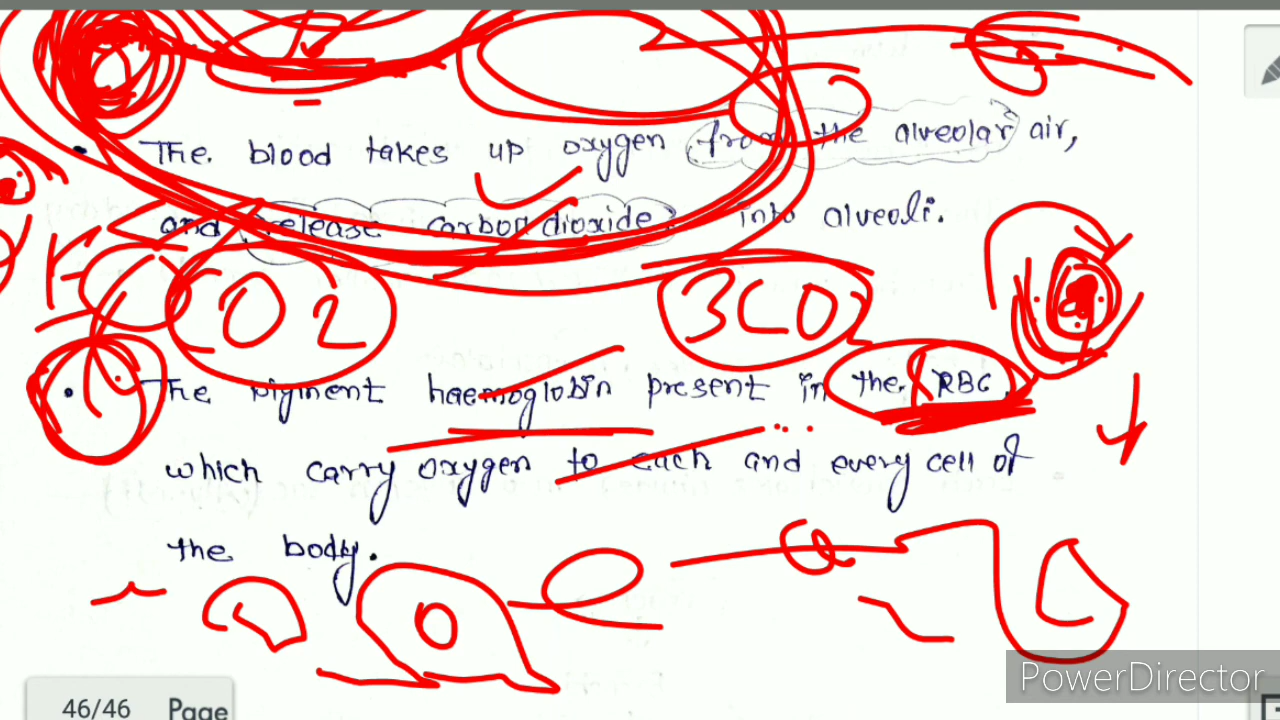 The blood takes up oxygen from the alveolar air,
and release carbon dioxide into alveoli.
CO2 3CO2
The pigment haemoglobin present in the RBC
which carry oxygen to each and every cell of
the body.
PowerDirector
46/46 Page